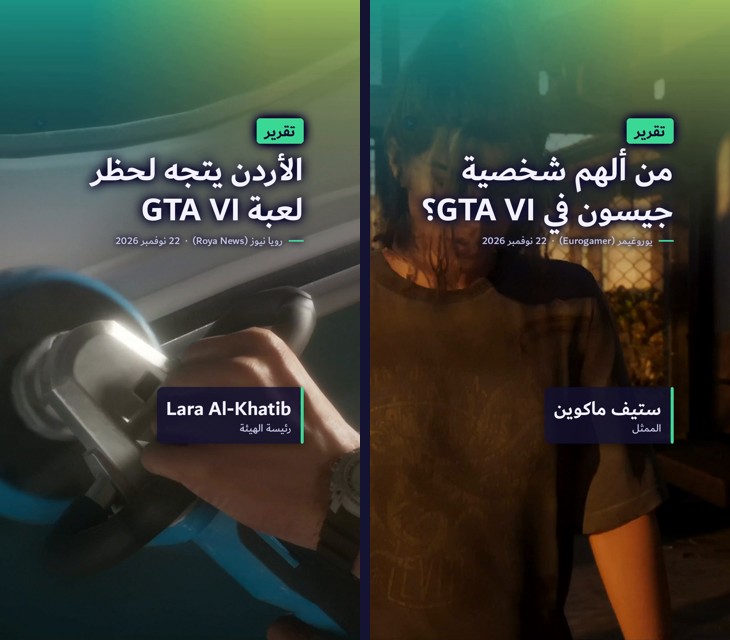 تقرير
من ألهم شخصية
جيسون في GTA VI؟
يوروغيمر (Eurogamer) · 22 نوفمبر 2026
ستيف ماكوين
الممثل
تقرير
الأردن يتجه لحظر
لعبة GTA VI
رويا نيوز (Roya News) · 22 نوفمبر 2026
Lara Al-Khatib
رئيسة الهيئة